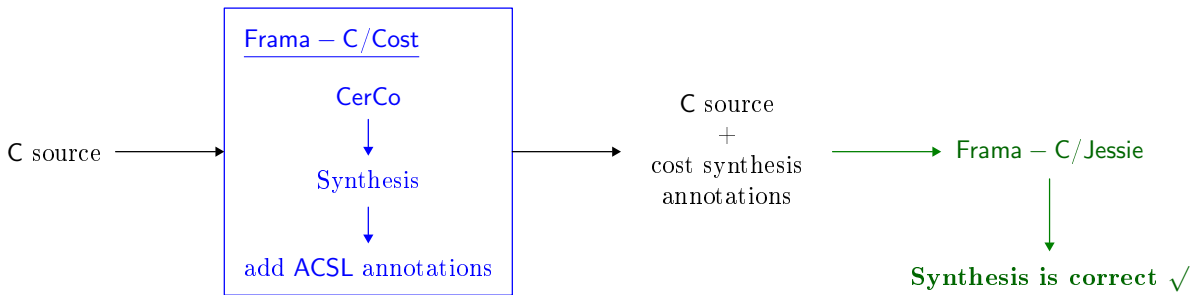 C source
Frama – C/Cost
CerCo
Synthesis
add ACSL annotations
C source
+
cost synthesis
annotations
Frama – C/Jessie
Synthesis is correct √